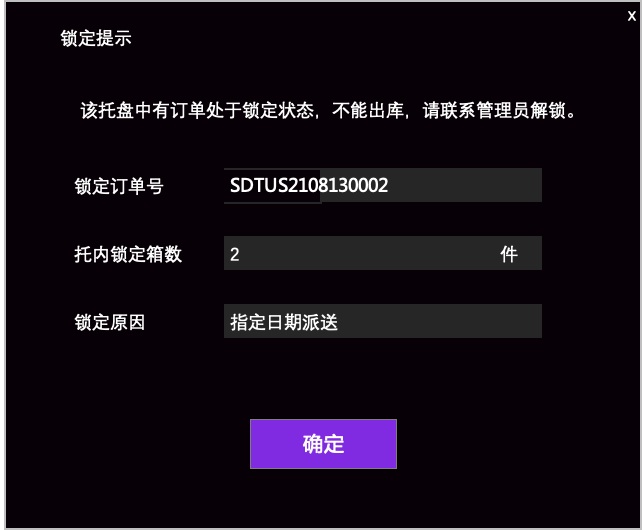 x
锁定提示
该托盘中有订单处于锁定状态，不能出库，请联系管理员解锁。
锁定订单号 SDTUS2108130002
托内锁定箱数 2 件
锁定原因 指定日期派送
确定